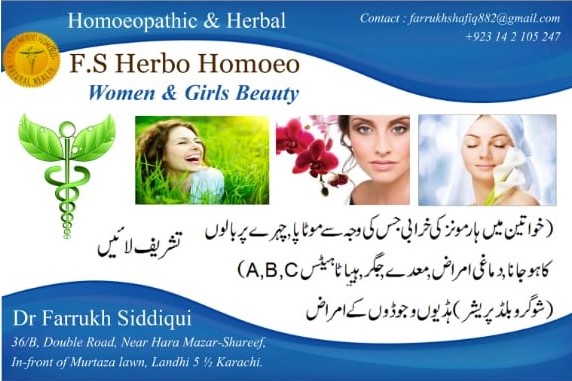 Homoeopathic & Herbal
Contact : farrukhshafiq882@gmail.com
+923 14 2 105 247
F.S Herbo Homoeo
Women & Girls Beauty
(خواتین میں ہارمونز کی خرابی جس کی وجہ سے موٹاپا, چہرے پر بالوں
تشریف لائیں
کا ہو جانا, دماغی امراض, معدے, جگر, ہیپاٹائیٹس A,B,C)
(شوگر و بلڈ پریشر) ہڈیوں و جوڑوں کے امراض
Dr Farrukh Siddiqui
36/B, Double Road, Near Hara Mazar-Shareef,
In-front of Murtaza lawn, Landhi 5 ½ Karachi.